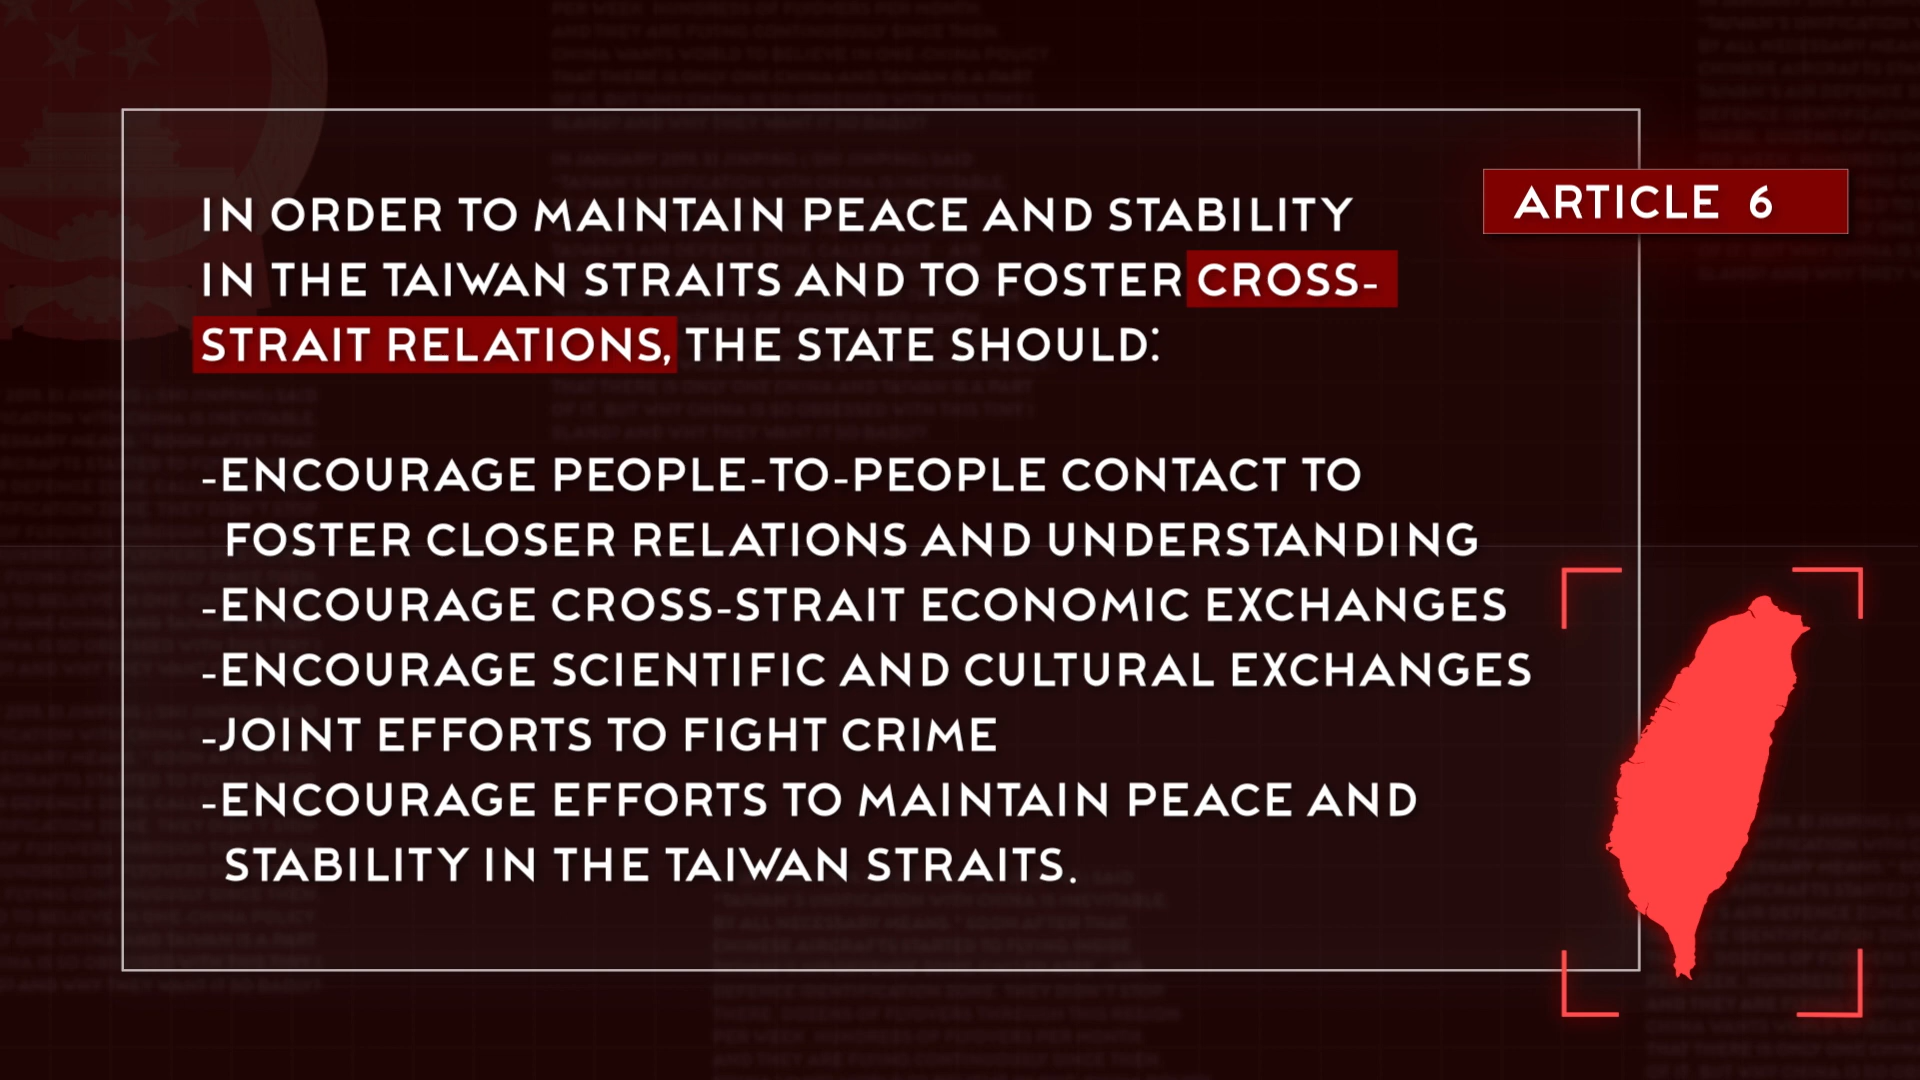 IN ORDER TO MAINTAIN PEACE AND STABILITY
IN THE TAIWAN STRAITS AND TO FOSTER CROSS-
STRAIT RELATIONS, THE STATE SHOULD:
ARTICLE 6
-ENCOURAGE PEOPLE-TO-PEOPLE CONTACT TO
FOSTER CLOSER RELATIONS AND UNDERSTANDING
-ENCOURAGE CROSS-STRAIT ECONOMIC EXCHANGES
-ENCOURAGE SCIENTIFIC AND CULTURAL EXCHANGES
-JOINT EFFORTS TO FIGHT CRIME
-ENCOURAGE EFFORTS TO MAINTAIN PEACE AND
STABILITY IN THE TAIWAN STRAITS.